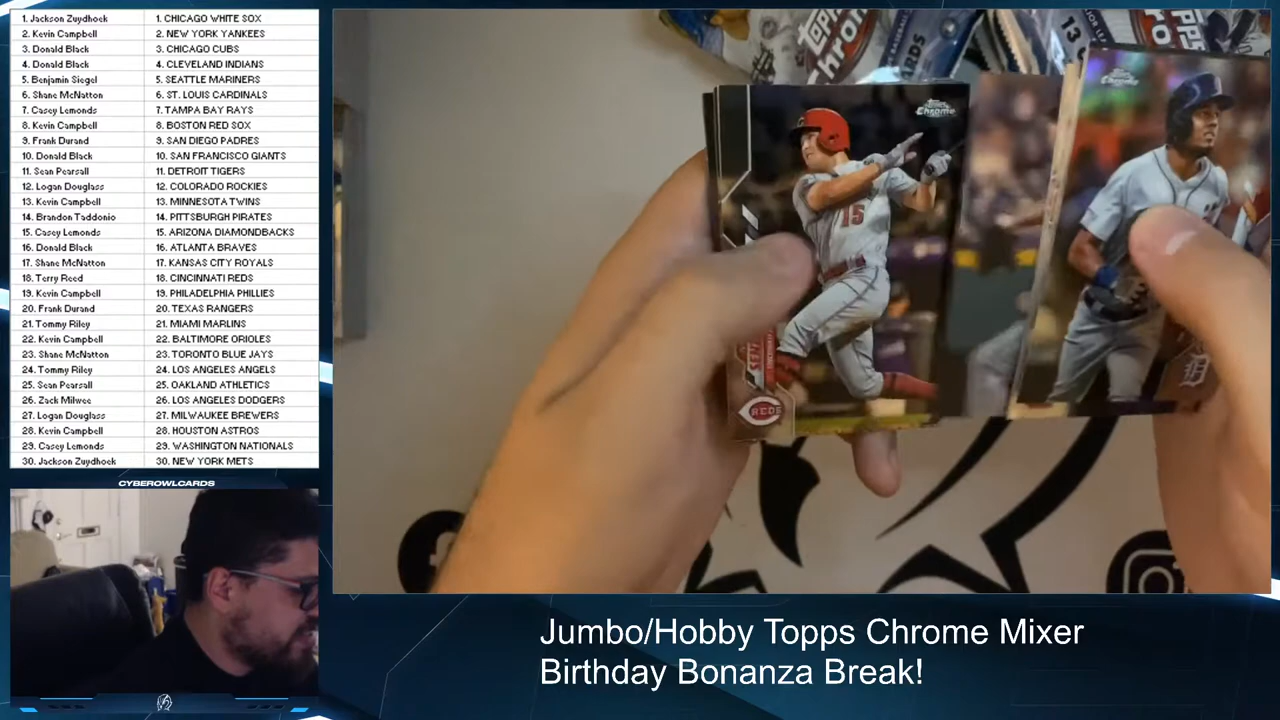 1. Jackson Zuydhoek 1. CHICAGO WHITE SOX
2. Kevin Campbell 2. NEW YORK YANKEES
3. Donald Black 3. CHICAGO CUBS
4. Donald Black 4. CLEVELAND INDIANS
5. Benjamin Siegel 5. SEATTLE MARINERS
6. Shane McNatton 6. ST. LOUIS CARDINALS
7. Casey Lemonds 7. TAMPA BAY RAYS
8. Kevin Campbell 8. BOSTON RED SOX
9. Frank Durand 9. SAN DIEGO PADRES
10. Donald Black 10. SAN FRANCISCO GIANTS
11. Sean Pearsall 11. DETROIT TIGERS
12. Logan Douglass 12. COLORADO ROCKIES
13. Kevin Campbell 13. MINNESOTA TWINS
14. Brandon Taddonio 14. PITTSBURGH PIRATES
15. Casey Lemonds 15. ARIZONA DIAMONDBACKS
16. Donald Black 16. ATLANTA BRAVES
17. Shane McNatton 17. KANSAS CITY ROYALS
18. Terry Reed 18. CINCINNATI REDS
19. Kevin Campbell 19. PHILADELPHIA PHILLIES
20. Frank Durand 20. TEXAS RANGERS
21. Tommy Riley 21. MIAMI MARLINS
22. Kevin Campbell 22. BALTIMORE ORIOLES
23. Shane McNatton 23. TORONTO BLUE JAYS
24. Tommy Riley 24. LOS ANGELES ANGELS
25. Sean Pearsall 25. OAKLAND ATHLETICS
26. Zack Milwee 26. LOS ANGELES DODGERS
27. Logan Douglass 27. MILWAUKEE BREWERS
28. Kevin Campbell 28. HOUSTON ASTROS
29. Casey Lemonds 29. WASHINGTON NATIONALS
30. Jackson Zuydhoek 30. NEW YORK METS
CYBEROWLCARDS
Topps
Chrome
CARDS
13
Topps
Topps
Chrome
15
REDS
Jumbo/Hobby Topps Chrome Mixer
Birthday Bonanza Break!